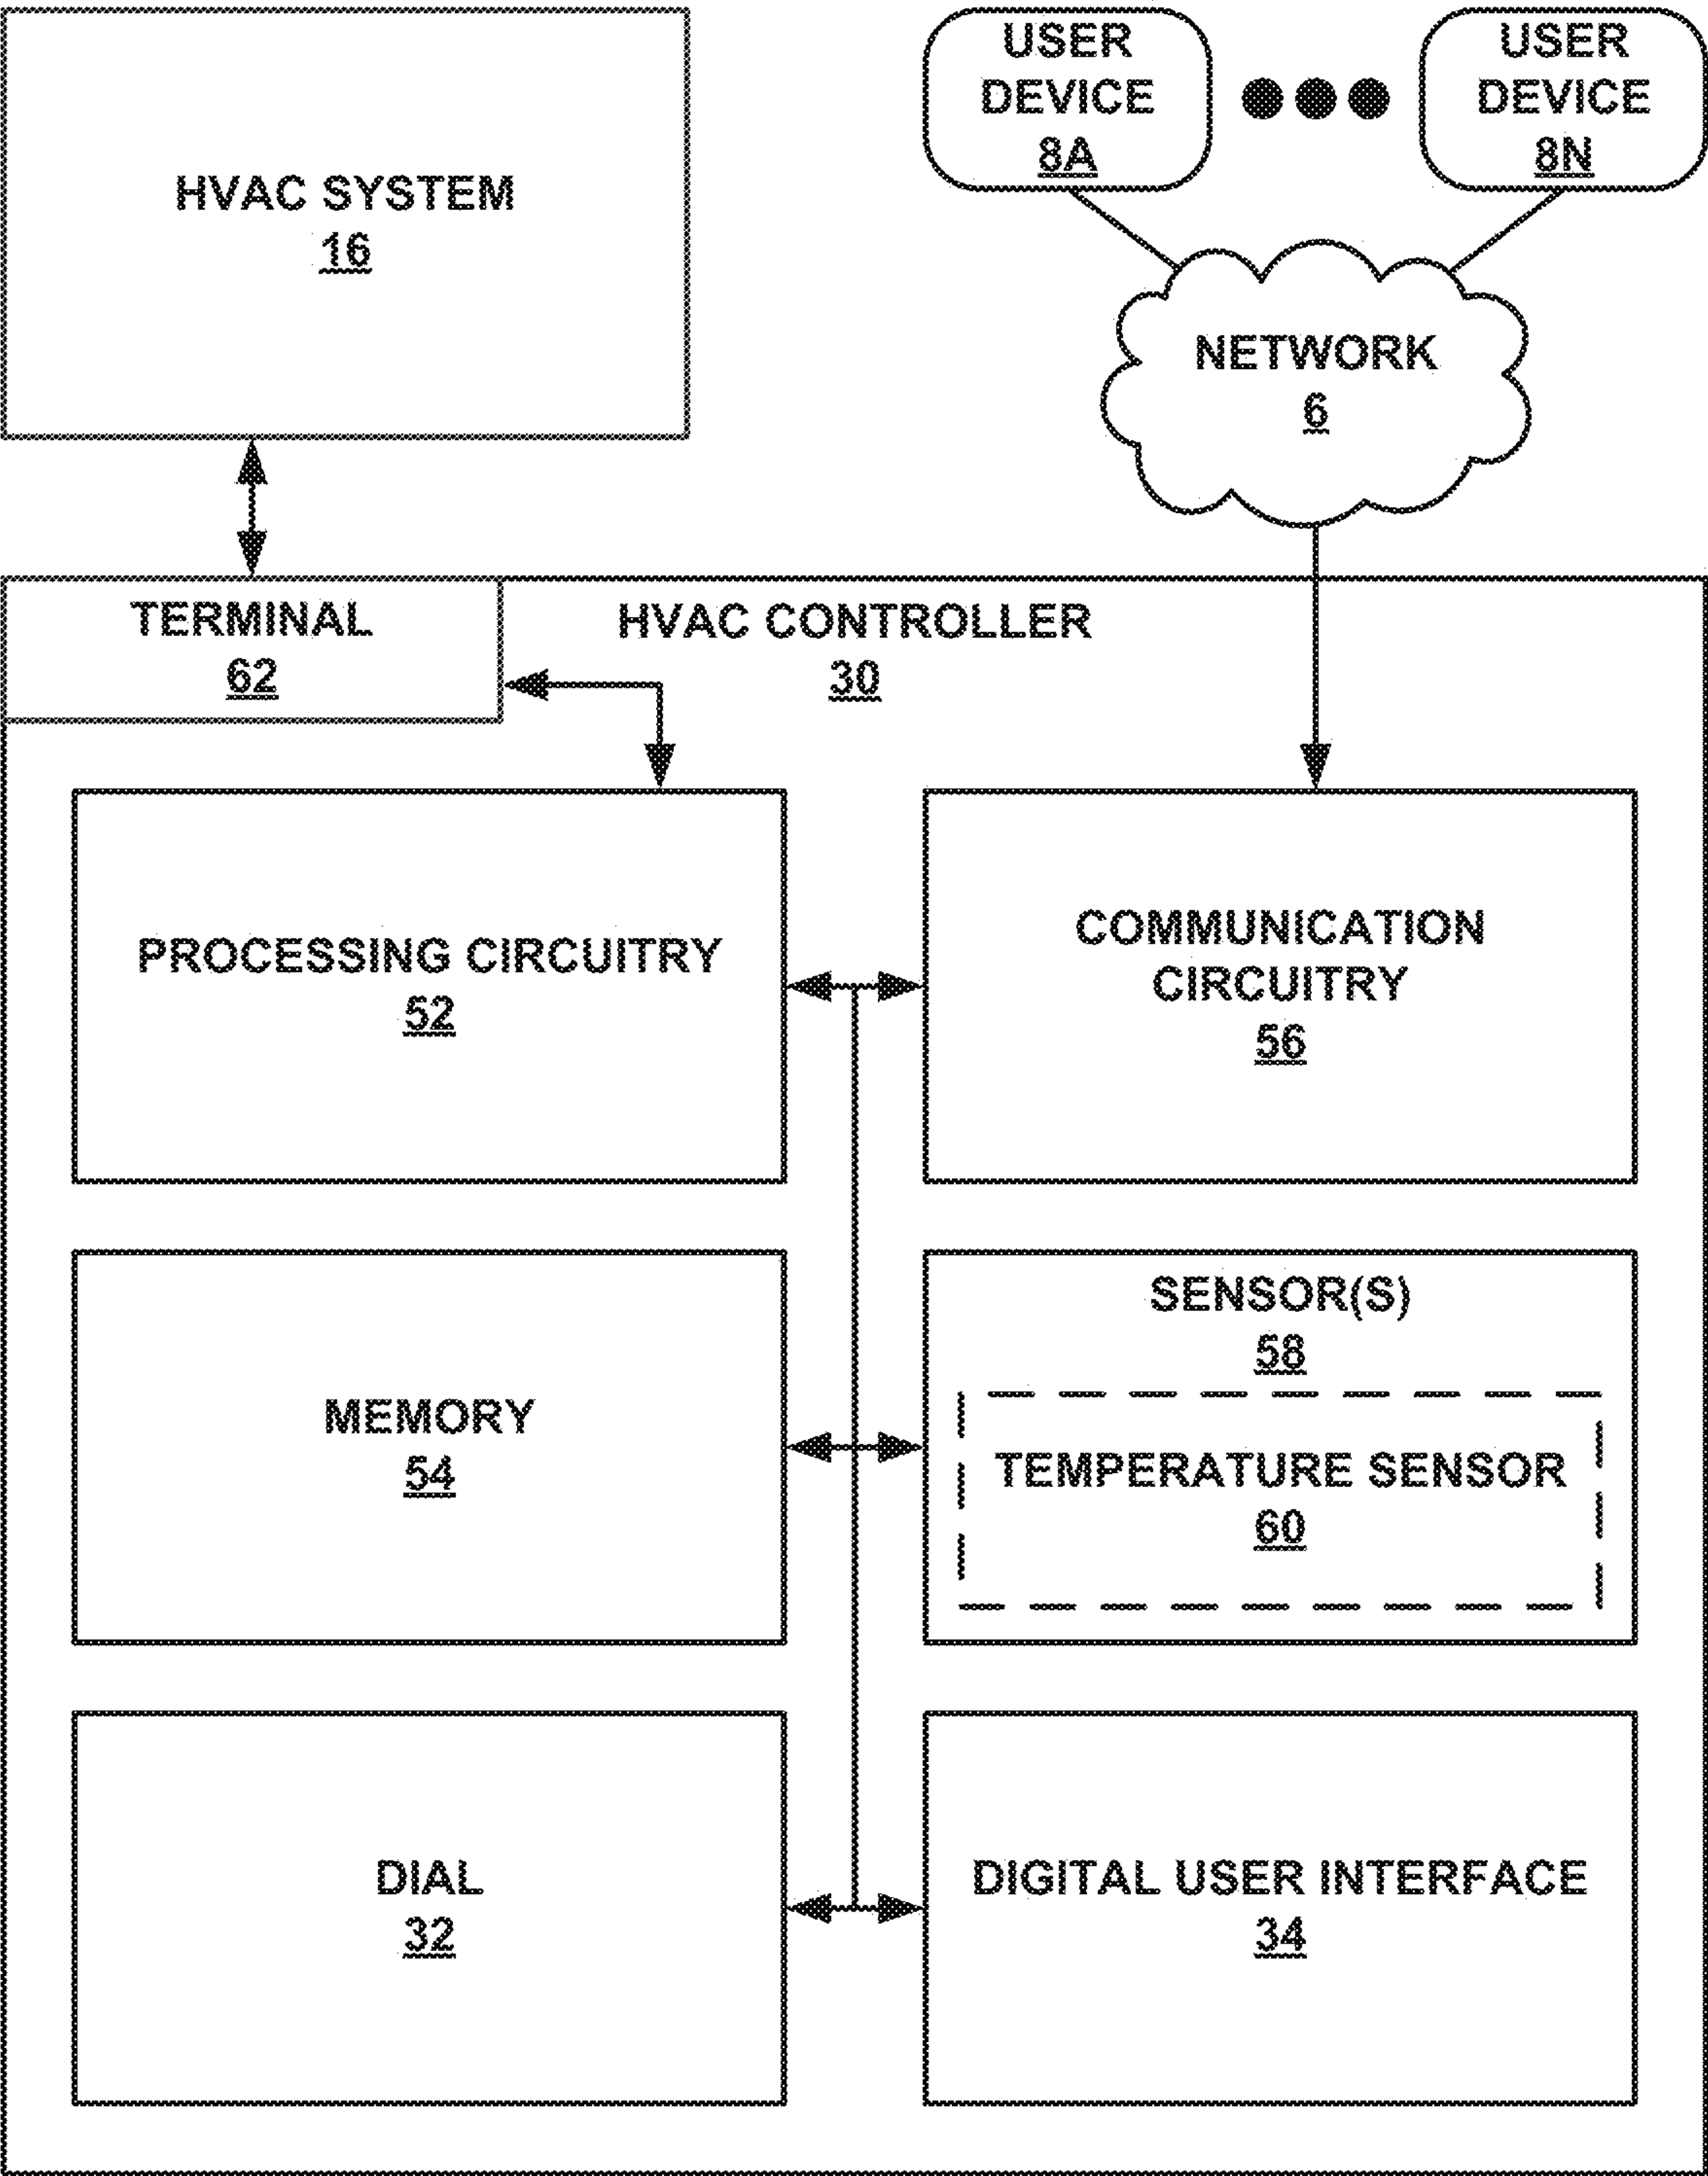 HVAC SYSTEM
16
USER
DEVICE
8A
USER
DEVICE
8N
NETWORK
6
TERMINAL
62
HVAC CONTROLLER
30
PROCESSING CIRCUITRY
52
COMMUNICATION
CIRCUITRY
56
MEMORY
54
SENSOR(S)
58
TEMPERATURE SENSOR
60
DIAL
32
DIGITAL USER INTERFACE
34